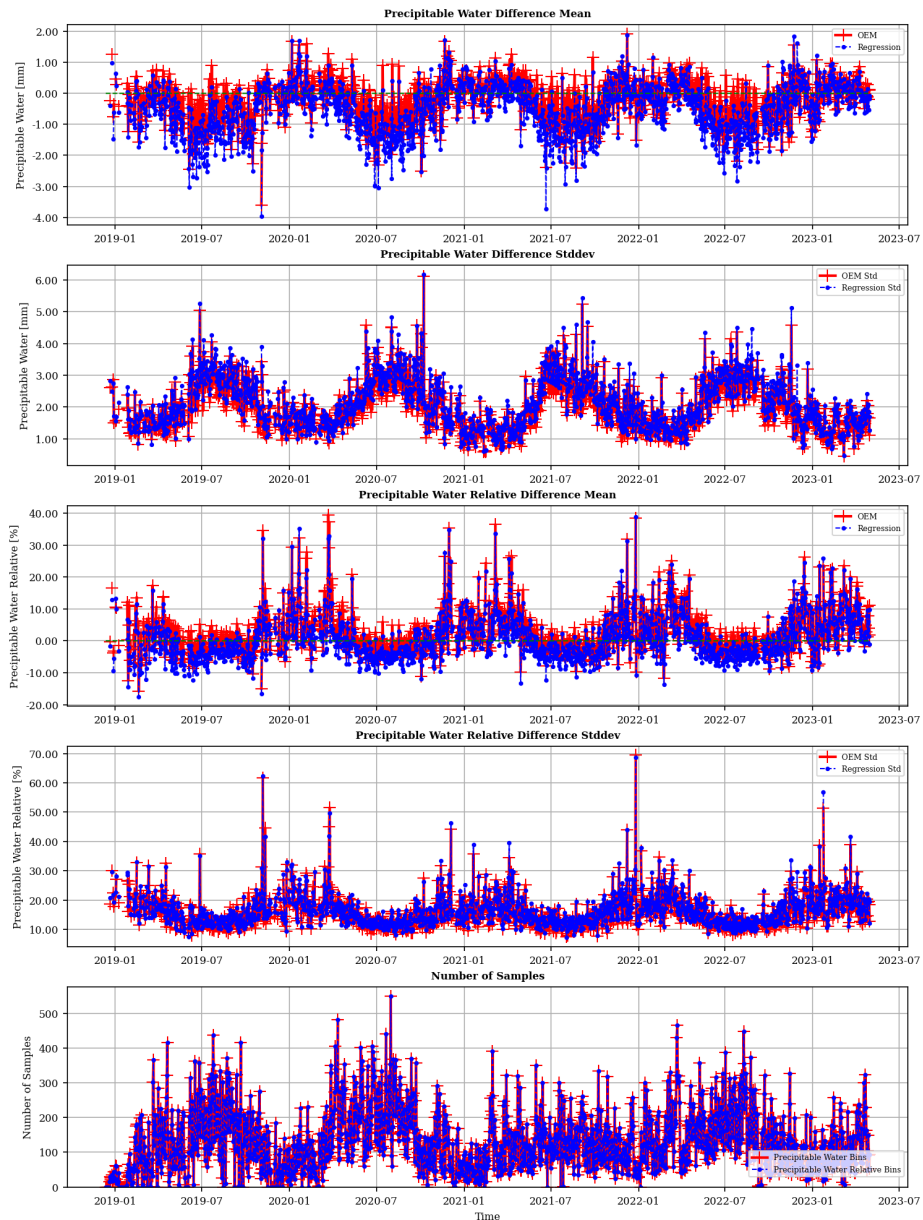 Precipitable Water Difference Mean
Precipitable Water [mm]
2.00
1.00
0.00
-1.00
-2.00
-3.00
-4.00
OEM
Regression
2019-01 2019-07 2020-01 2020-07 2021-01 2021-07 2022-01 2022-07 2023-01 2023-07
Precipitable Water Difference Stddev
Precipitable Water [mm]
6.00
5.00
4.00
3.00
2.00
1.00
OEM Std
Regression Std
2019-01 2019-07 2020-01 2020-07 2021-01 2021-07 2022-01 2022-07 2023-01 2023-07
Precipitable Water Relative Difference Mean
Precipitable Water Relative [%]
40.00
30.00
20.00
10.00
0.00
-10.00
-20.00
OEM
Regression
2019-01 2019-07 2020-01 2020-07 2021-01 2021-07 2022-01 2022-07 2023-01 2023-07
Precipitable Water Relative Difference Stddev
Precipitable Water Relative [%]
70.00
60.00
50.00
40.00
30.00
20.00
10.00
OEM Std
Regression Std
2019-01 2019-07 2020-01 2020-07 2021-01 2021-07 2022-01 2022-07 2023-01 2023-07
Number of Samples
Number of Samples
500
400
300
200
100
0
Precipitable Water Bins
Precipitable Water Relative Bins
2019-01 2019-07 2020-01 2020-07 2021-01 2021-07 2022-01 2022-07 2023-01 2023-07
Time